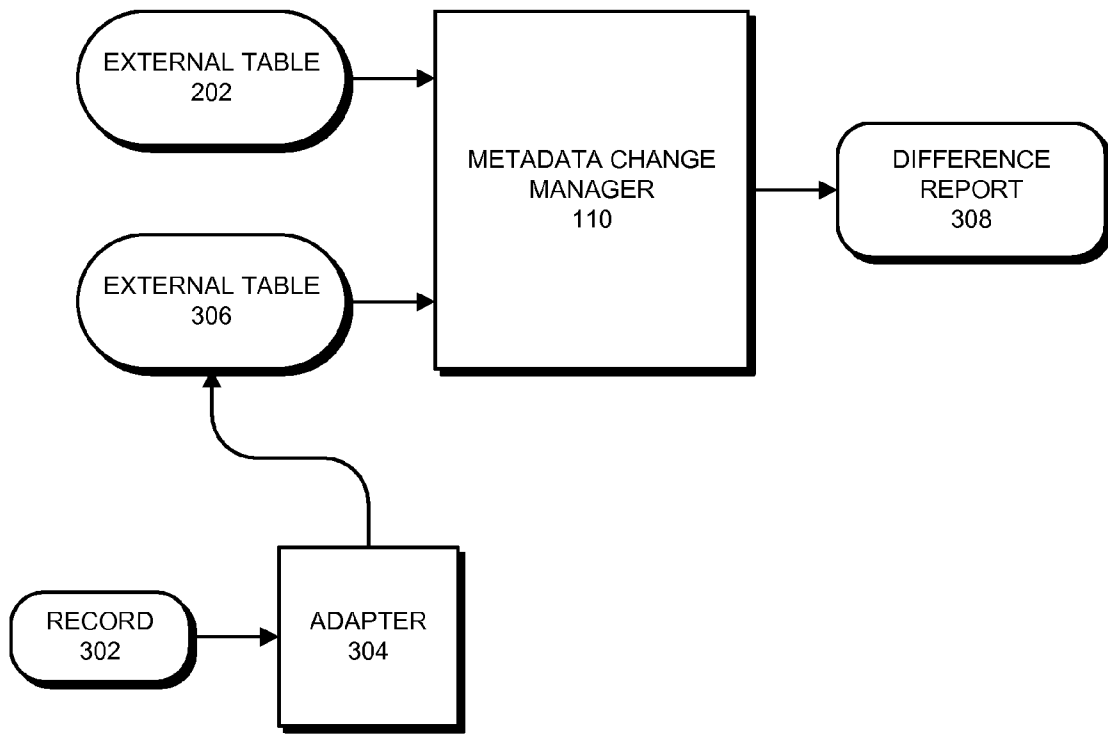 EXTERNAL TABLE
202
METADATA CHANGE
MANAGER
110
DIFFERENCE
REPORT
308
EXTERNAL TABLE
306
RECORD
302
ADAPTER
304